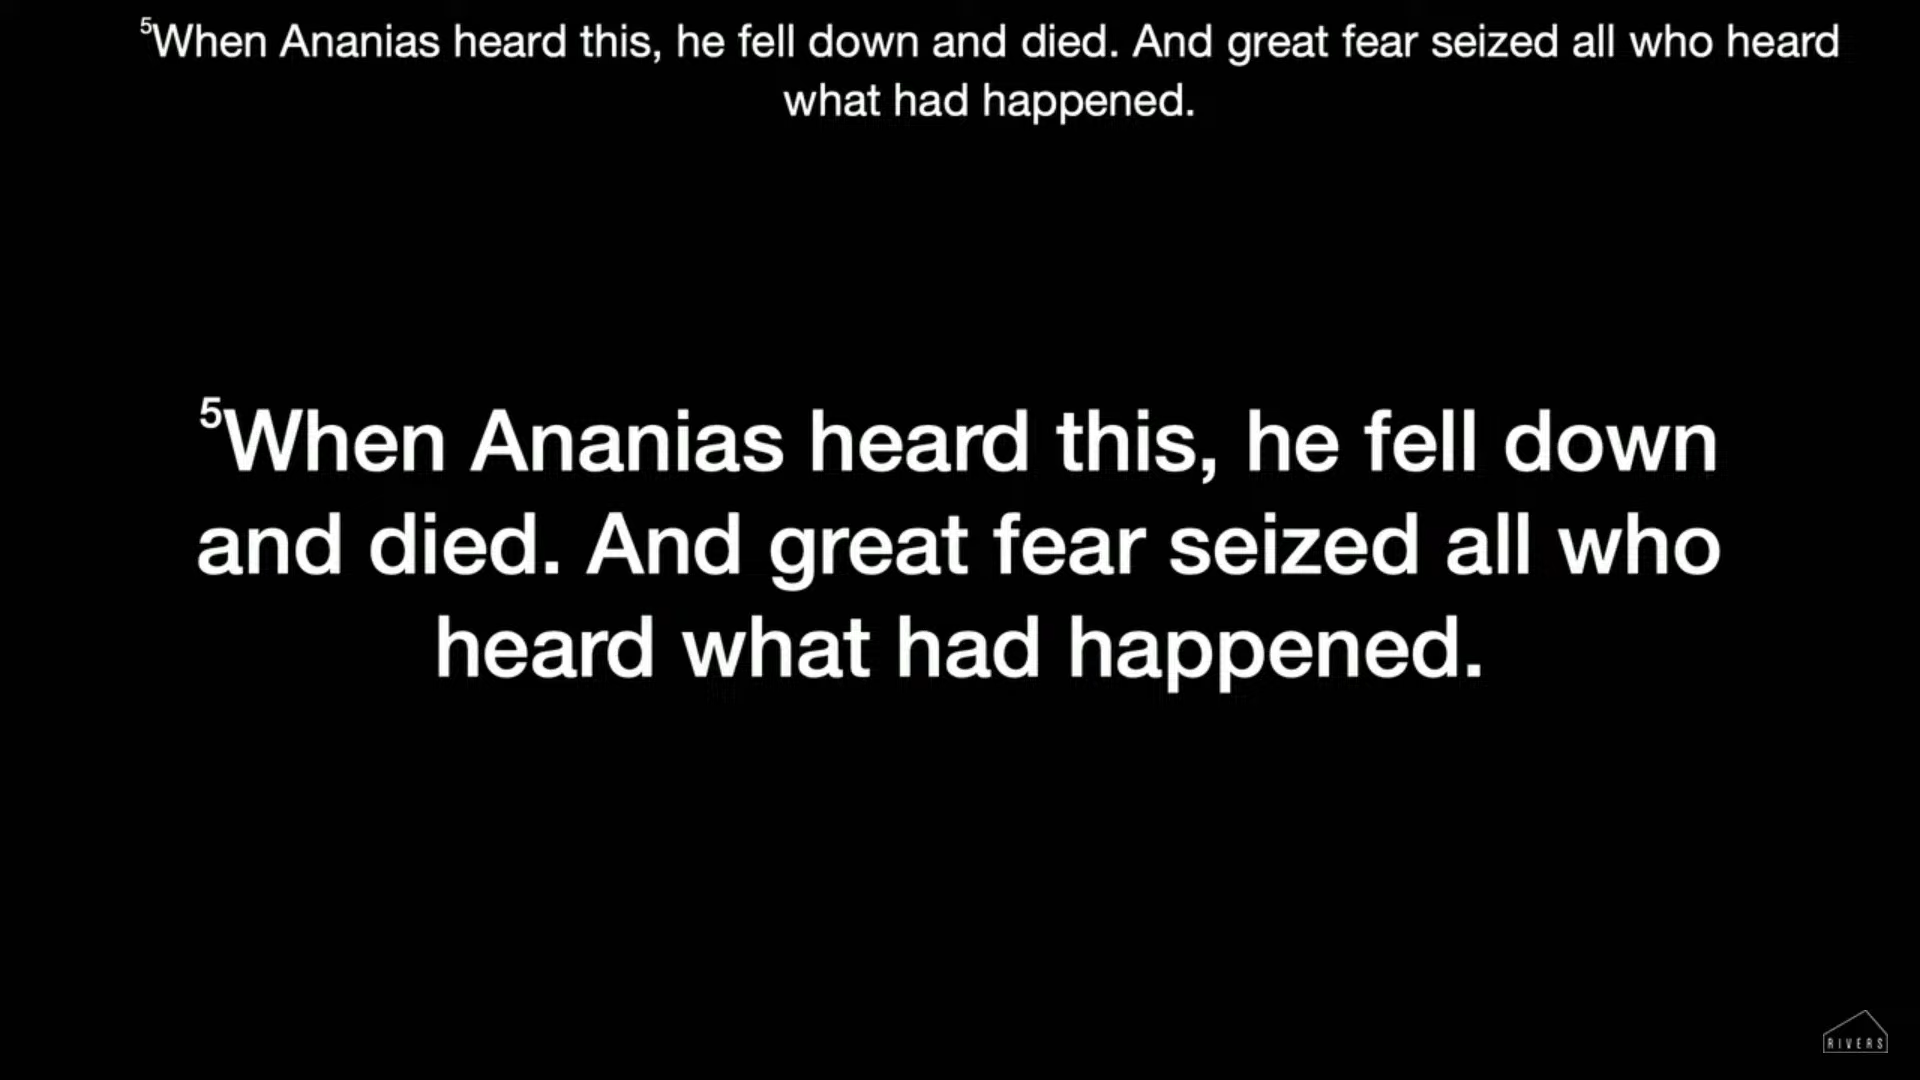 ⁵When Ananias heard this, he fell down and died. And great fear seized all who heard
what had happened.
⁵When Ananias heard this, he fell down
and died. And great fear seized all who
heard what had happened.
RIVERS